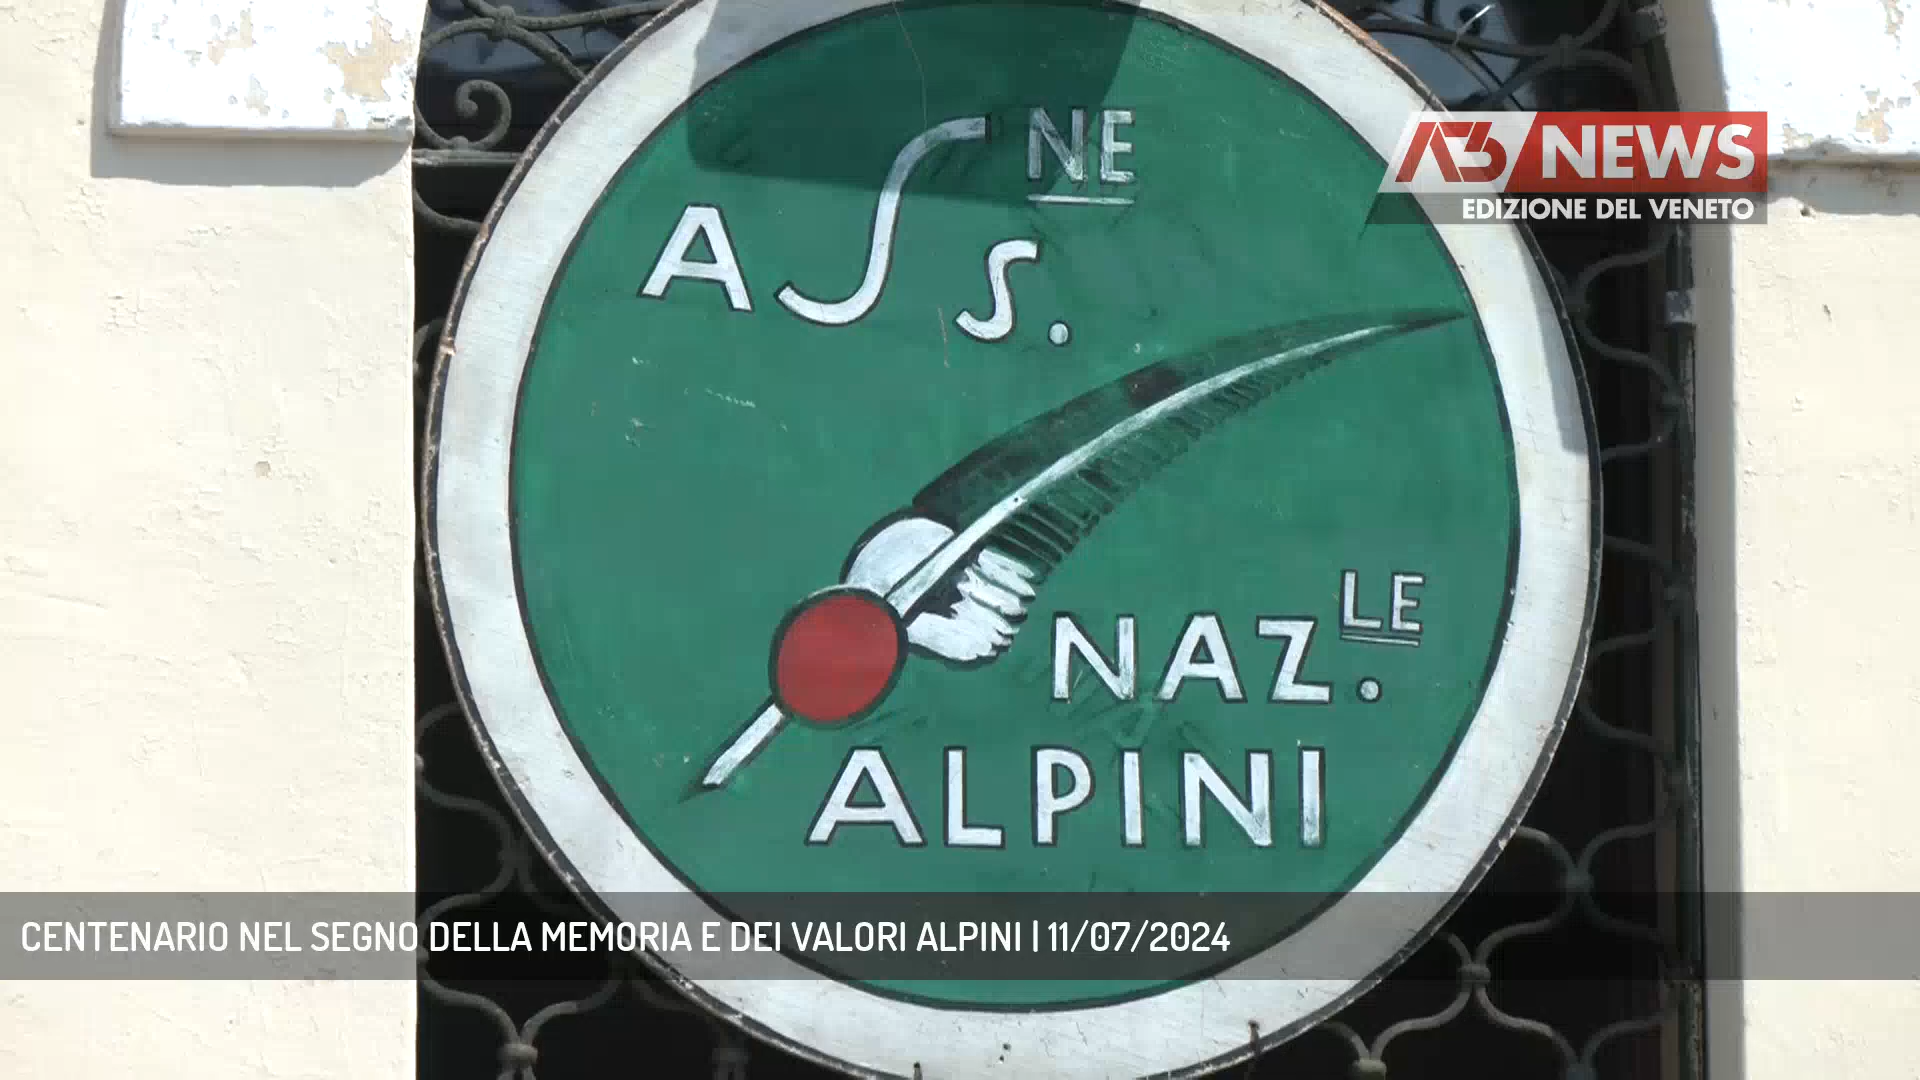 A S S. NE
NAZ. LE
ALPINI
A3 NEWS
EDIZIONE DEL VENETO
CENTENARIO NEL SEGNO DELLA MEMORIA E DEI VALORI ALPINI | 11/07/2024